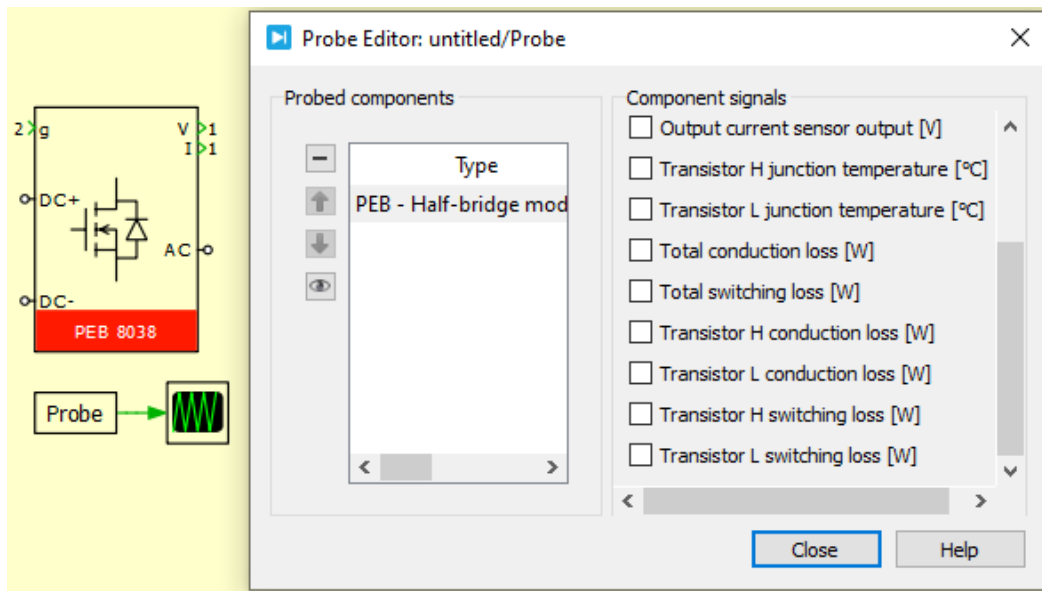 Probe Editor: untitled/Probe
Probed components
Type
PEB - Half-bridge mod
Component signals
Output current sensor output [V]
Transistor H junction temperature [ºC]
Transistor L junction temperature [ºC]
Total conduction loss [W]
Total switching loss [W]
Transistor H conduction loss [W]
Transistor L conduction loss [W]
Transistor H switching loss [W]
Transistor L switching loss [W]
Close
Help
2 g
V 1
I 1
DC+
AC
DC-
PEB 8038
Probe